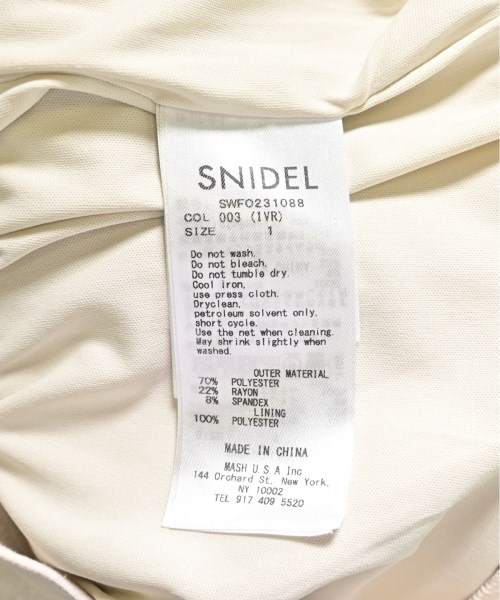 SNIDEL
SWFO231088
COL 003 (IVR)
SIZE 1
Do not wash.
Do not bleach.
Do not tumble dry.
Cool iron,
use press cloth.
Dryclean,
petroleum solvent only,
short cycle.
Use the net when cleaning.
May shrink slightly when
washed.
OUTER MATERIAL
70% POLYESTER
22% RAYON
8% SPANDEX
LINING
100% POLYESTER
MADE IN CHINA
MASH U.S.A Inc
144 Orchard St. New York,
NY 10002
TEL 917 409 5520